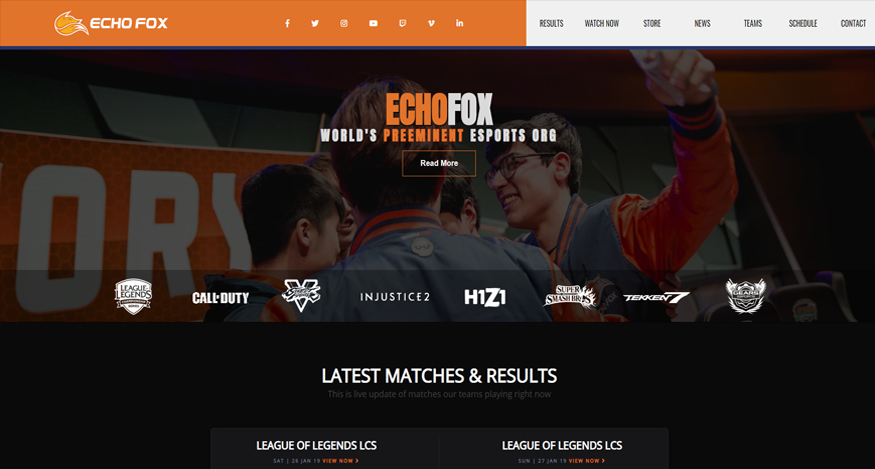 ECHO FOX
RESULTS WATCH NOW STORE NEWS TEAMS SCHEDULE CONTACT
ECHOFOX
WORLD'S PREEMINENT ESPORTS ORG
Read More
ORY
LEAGUE OF LEGENDS
CALL OF DUTY
V
INJUSTICE 2
H1Z1
SUPER SMASH BROS
TEKKEN 7
GEARS
LATEST MATCHES & RESULTS
This is live update of matches our teams playing right now
LEAGUE OF LEGENDS LCS
SAT | 26 JAN 19 VIEW NOW >
LEAGUE OF LEGENDS LCS
SUN | 27 JAN 19 VIEW NOW >